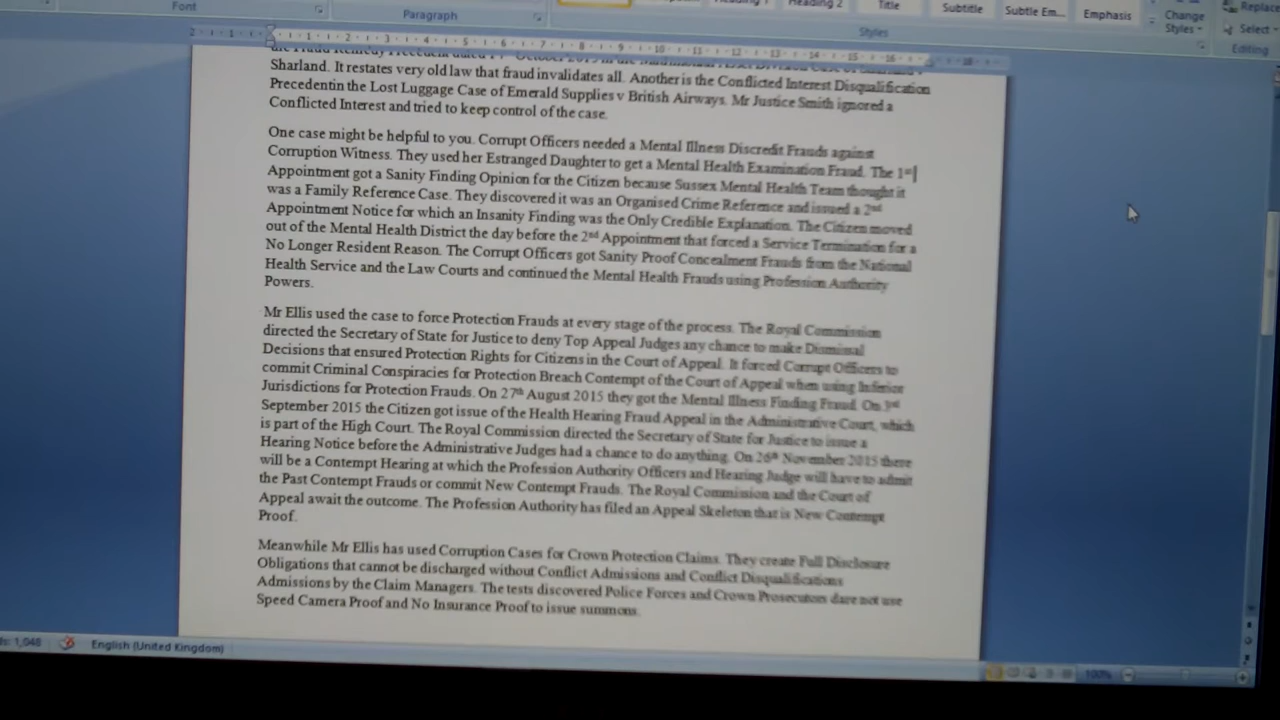 Font
Paragraph
Heading 2
Title
Subtitle
Subtle Em...
Emphasis
Change
Styles
Styles
Replace
Select
Editing
Sharland. It restates very old law that fraud invalidates all. Another is the Conflicted Interest Disqualification
Precedentin the Lost Luggage Case of Emerald Supplies v British Airways. Mr Justice Smith ignored a
Conflicted Interest and tried to keep control of the case.
One case might be helpful to you. Corrupt Officers needed a Mental Illness Discredit Frauds against
Corruption Witness. They used her Estranged Daughter to get a Mental Health Examination Fraud. The 1st
Appointment got a Sanity Finding Opinion for the Citizen because Sussex Mental Health Team thought it
was a Family Reference Case. They discovered it was an Organised Crime Reference and issued a 2nd
Appointment Notice for which an Insanity Finding was the Only Credible Explanation. The Citizen moved
out of the Mental Health District the day before the 2nd Appointment that forced a Service Termination for a
No Longer Resident Reason. The Corrupt Officers got Sanity Proof Concealment Frauds from the National
Health Service and the Law Courts and continued the Mental Health Frauds using Profession Authority
Powers.
Mr Ellis used the case to force Protection Frauds at every stage of the process. The Royal Commission
directed the Secretary of State for Justice to deny Top Appeal Judges any chance to make Dismissal
Decisions that ensured Protection Rights for Citizens in the Court of Appeal. It forced Corrupt Officers to
commit Criminal Conspiracies for Protection Breach Contempt of the Court of Appeal when using Inferior
Jurisdictions for Protection Frauds. On 27th August 2015 they got the Mental Illness Finding Fraud. On 3rd
September 2015 the Citizen got issue of the Health Hearing Fraud Appeal in the Administrative Court, which
is part of the High Court. The Royal Commission directed the Secretary of State for Justice to issue a
Hearing Notice before the Administrative Judges had a chance to do anything. On 26th November 2015 there
will be a Contempt Hearing at which the Profession Authority Officers and Hearing Judge will have to admit
the Past Contempt Frauds or commit New Contempt Frauds. The Royal Commission and the Court of
Appeal await the outcome. The Profession Authority has filed an Appeal Skeleton that is New Contempt
Proof.
Meanwhile Mr Ellis has used Corruption Cases for Crown Protection Claims. They create Full Disclosure
Obligations that cannot be discharged without Conflict Admissions and Conflict Disqualifications
Admissions by the Claim Managers. The tests discovered Police Forces and Crown Prosecutors dare not use
Speed Camera Proof and No Insurance Proof to issue summons.
1,048
English (United Kingdom)
100%